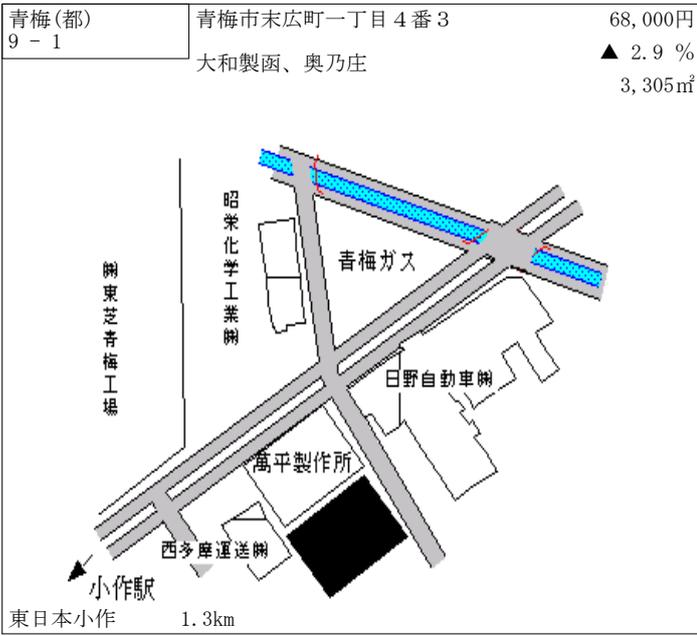 青梅(都)
9 - 1
青梅市末広町一丁目４番３
大和製函、奥乃庄
68,000円
▲ 2.9 %
3,305㎡
昭栄化学工業㈱
青梅ガス
㈱東芝青梅工場
日野自動車㈱
萬平製作所
西多摩運送㈱
小作駅
東日本小作 1.3km